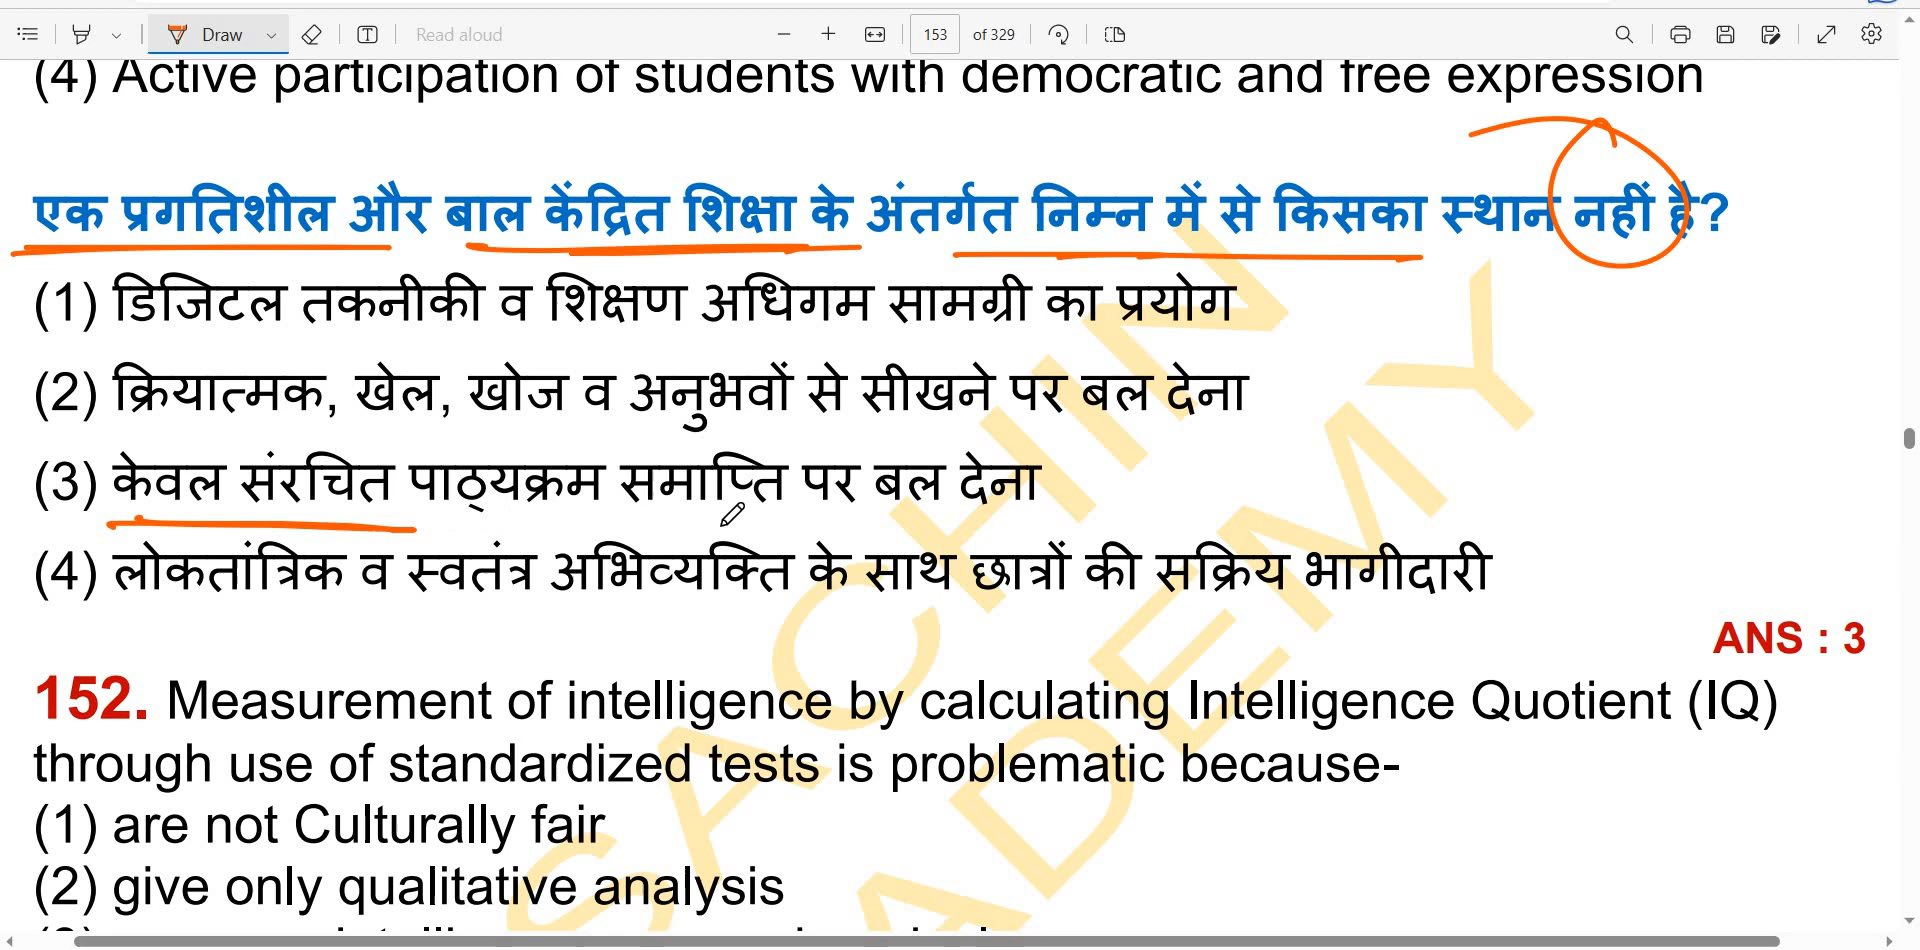 Draw
Read aloud
153 of 329
(4) Active participation of students with democratic and free expression
एक प्रगतिशील और बाल केंद्रित शिक्षा के अंतर्गत निम्न में से किसका स्थान नहीं है?
(1) डिजिटल तकनीकी व शिक्षण अधिगम सामग्री का प्रयोग
(2) क्रियात्मक, खेल, खोज व अनुभवों से सीखने पर बल देना
(3) केवल संरचित पाठ्यक्रम समाप्ति पर बल देना
(4) लोकतांत्रिक व स्वतंत्र अभिव्यक्ति के साथ छात्रों की सक्रिय भागीदारी
ANS : 3
152. Measurement of intelligence by calculating Intelligence Quotient (IQ)
through use of standardized tests is problematic because-
(1) are not Culturally fair
(2) give only qualitative analysis
SACHIN
ADEMY